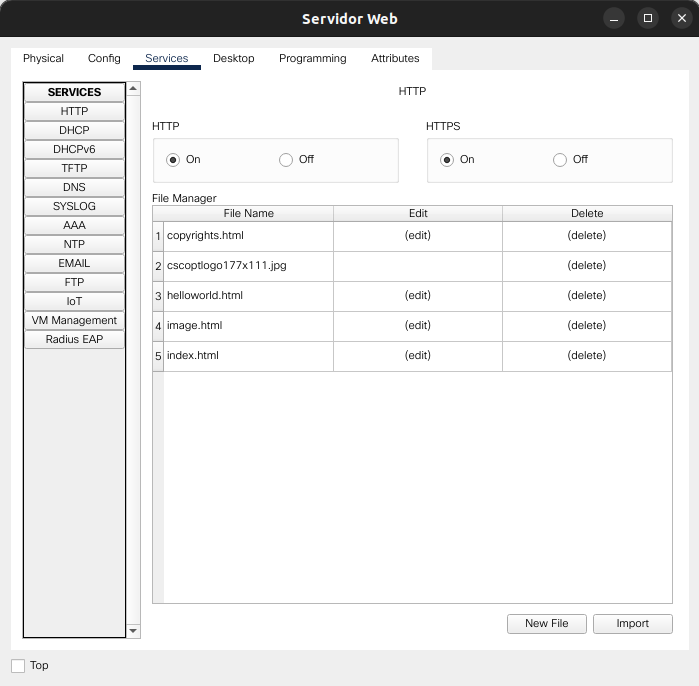 Servidor Web
Physical Config Services Desktop Programming Attributes
SERVICES
HTTP
DHCP
DHCPv6
TFTP
DNS
SYSLOG
AAA
NTP
EMAIL
FTP
IoT
VM Management
Radius EAP
HTTP
HTTP HTTPS
On Off On Off
File Manager
File Name Edit Delete
1 copyrights.html (edit) (delete)
2 cscoptlogo177x111.jpg (delete)
3 helloworld.html (edit) (delete)
4 image.html (edit) (delete)
5 index.html (edit) (delete)
New File Import
Top